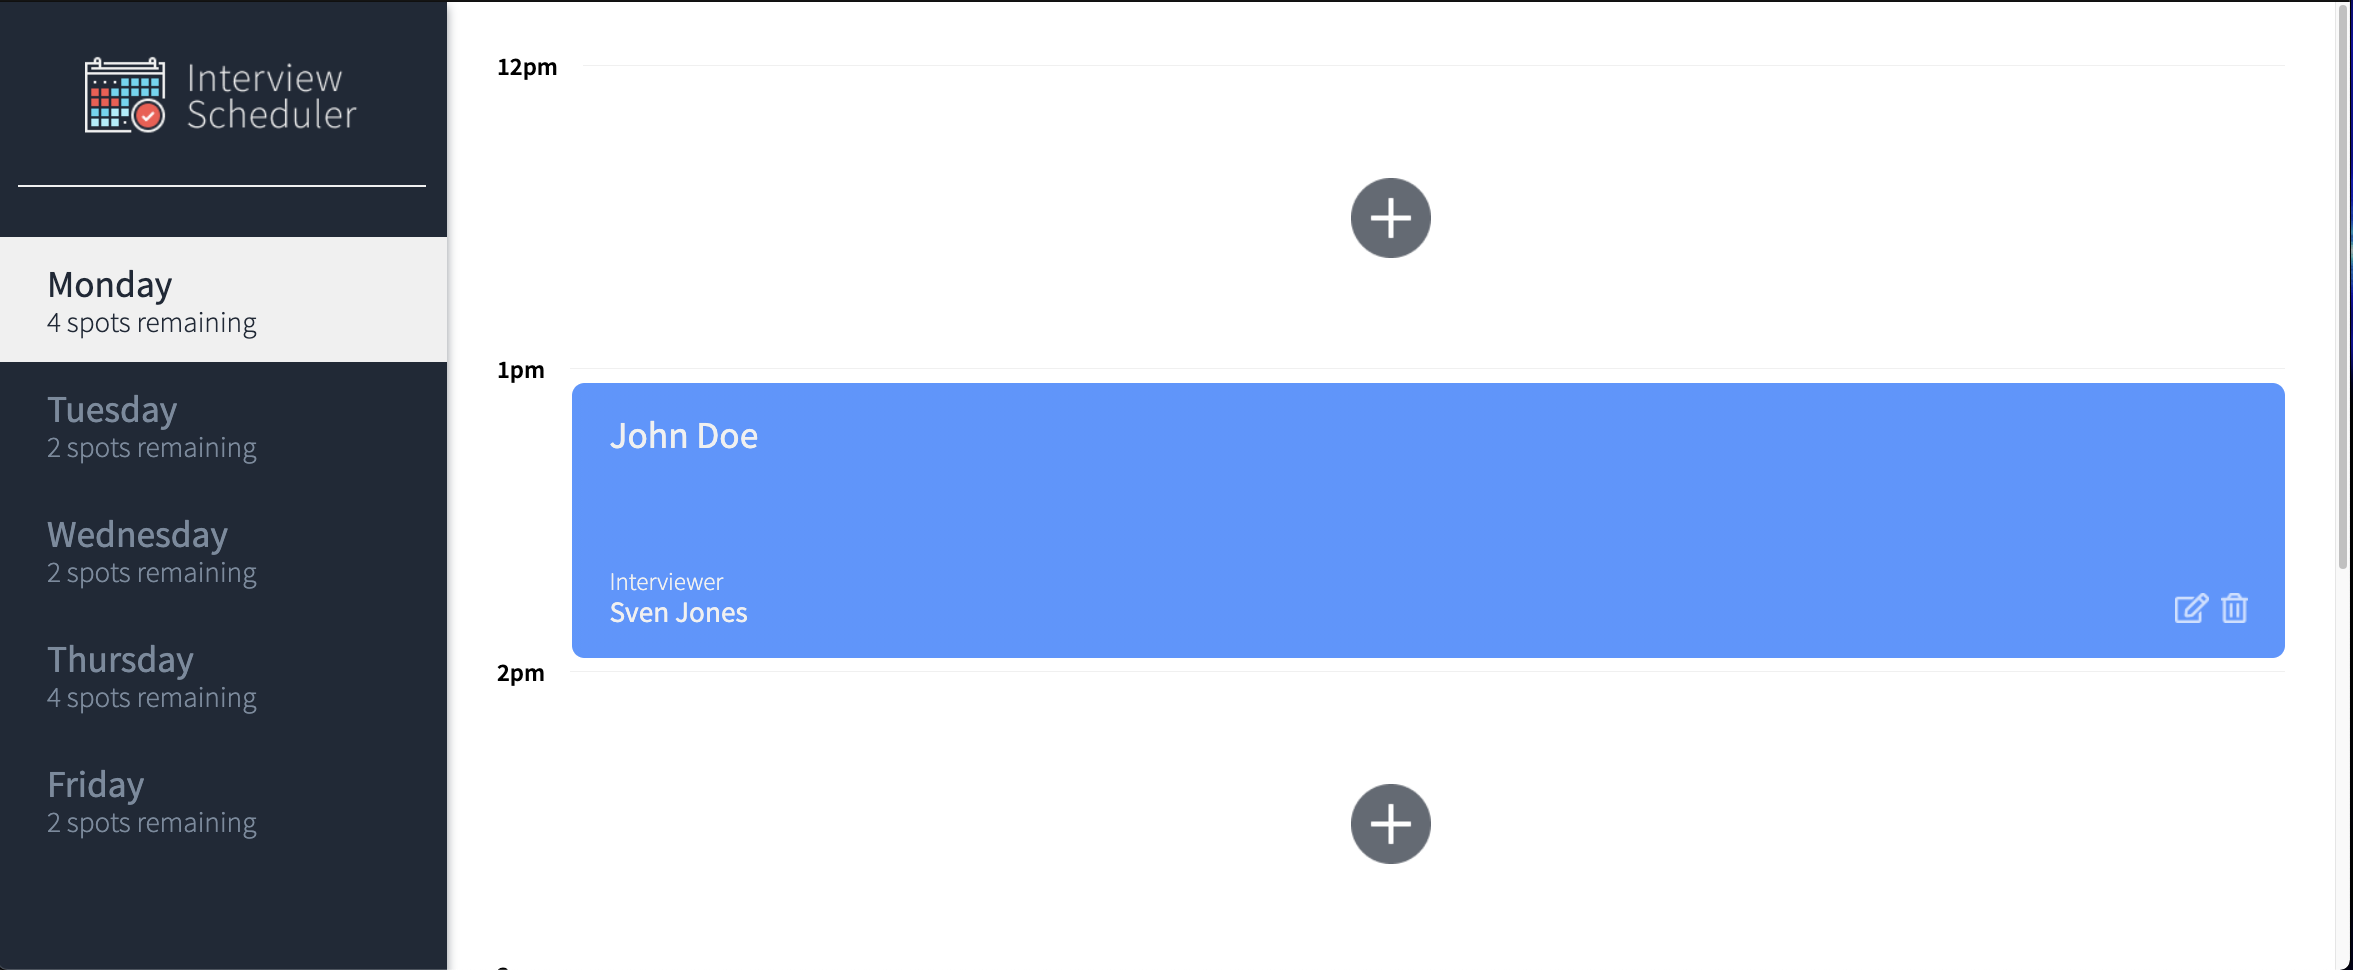 Interview
Scheduler
Monday
4 spots remaining
Tuesday
2 spots remaining
Wednesday
2 spots remaining
Thursday
4 spots remaining
Friday
2 spots remaining
12pm
1pm
John Doe
Interviewer
Sven Jones
2pm